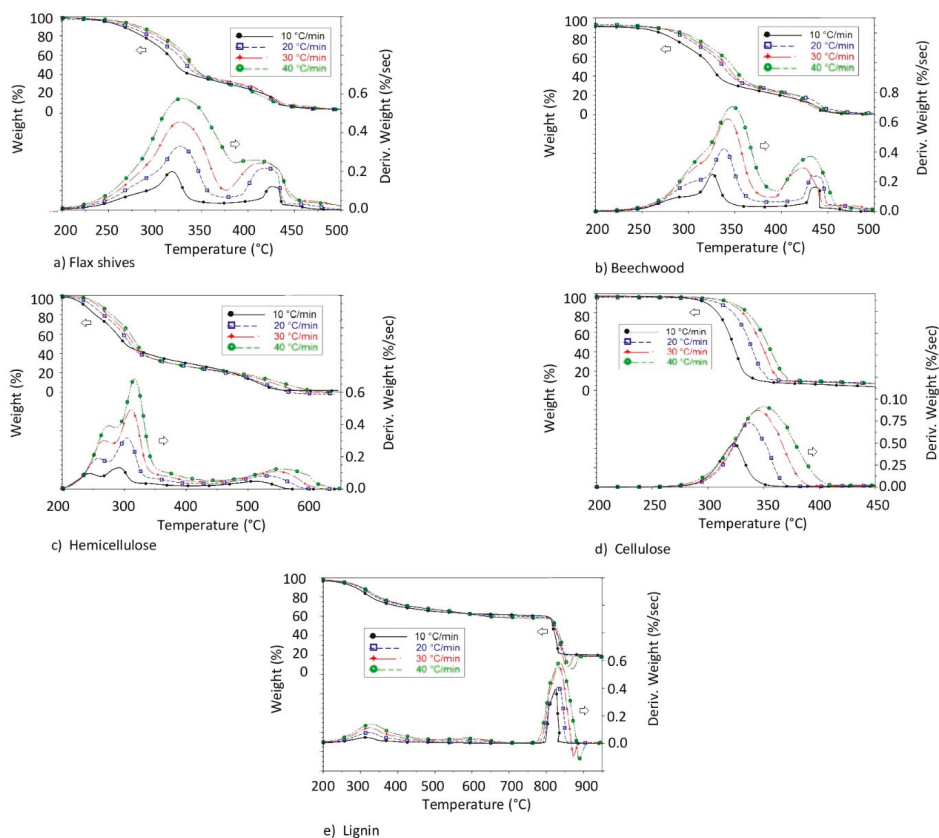 100
80
60
40
20
0
Weight (%)
10 °C/min
20 °C/min
30 °C/min
40 °C/min
0.6
0.4
0.2
0.0
Deriv. Weight (%/sec)
200 250 300 350 400 450 500
Temperature (°C)
a) Flax shives
100
80
60
40
20
0
Weight (%)
10 °C/min
20 °C/min
30 °C/min
40 °C/min
0.8
0.6
0.4
0.2
0.0
Deriv. Weight (%/sec)
200 250 300 350 400 450 500
Temperature (°C)
b) Beechwood
100
80
60
40
20
0
Weight (%)
10 °C/min
20 °C/min
30 °C/min
40 °C/min
0.6
0.4
0.2
0.0
Deriv. Weight (%/sec)
200 300 400 500 600
Temperature (°C)
c) Hemicellulose
100
80
60
40
20
0
Weight (%)
10 °C/min
20 °C/min
30 °C/min
40 °C/min
0.10
0.75
0.50
0.25
0.00
Deriv. Weight (%/sec)
200 250 300 350 400 450
Temperature (°C)
d) Cellulose
100
80
60
40
20
0
Weight (%)
10 °C/min
20 °C/min
30 °C/min
40 °C/min
0.6
0.4
0.2
0.0
Deriv. Weight (%/sec)
200 300 400 500 600 700 800 900
Temperature (°C)
e) Lignin